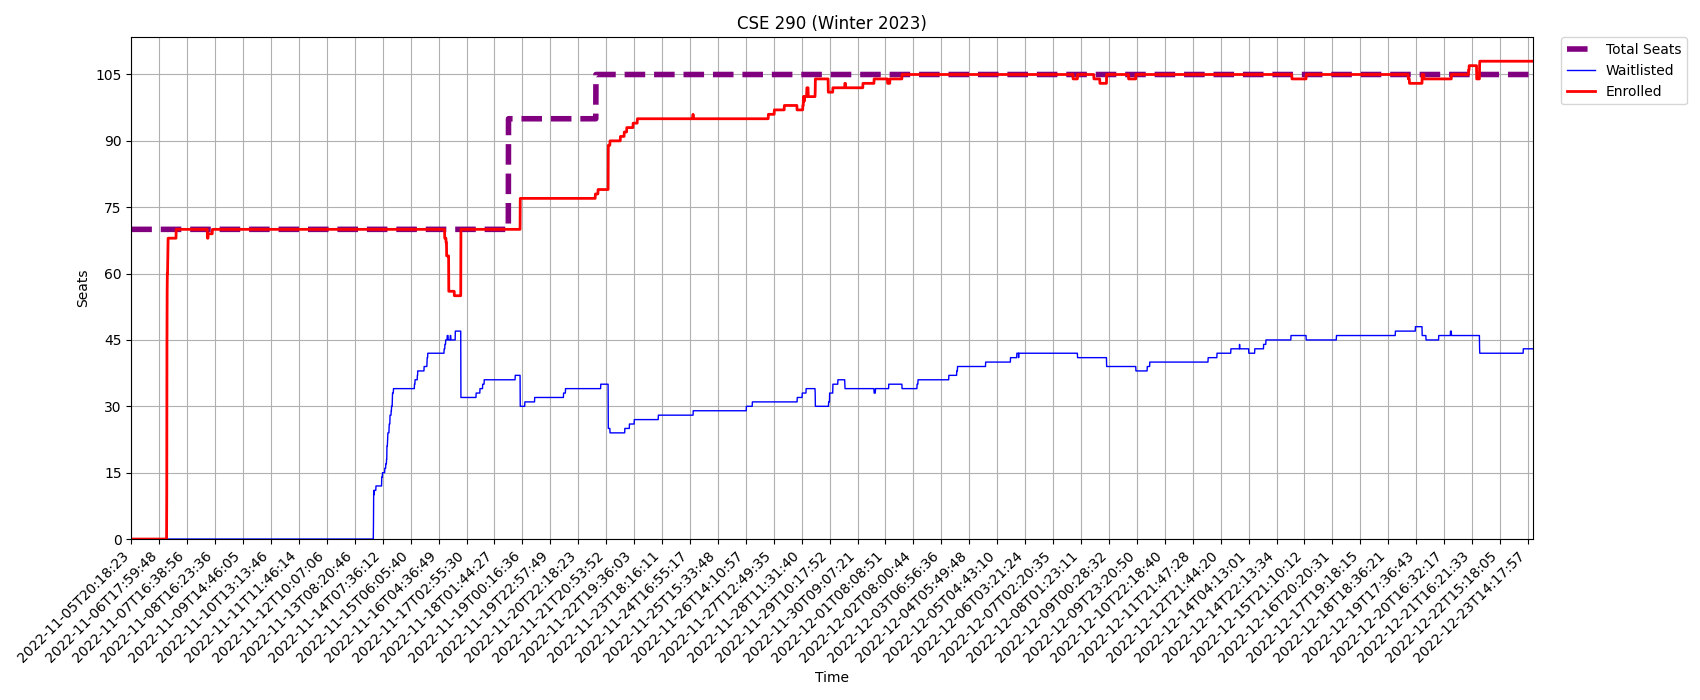 CSE 290 (Winter 2023)
Total Seats
Waitlisted
Enrolled
Seats
105
90
75
60
45
30
15
0
2022-11-05T20:18:23
2022-11-06T17:59:48
2022-11-07T16:38:56
2022-11-08T16:23:36
2022-11-09T14:46:05
2022-11-10T13:13:46
2022-11-11T11:46:14
2022-11-12T10:07:06
2022-11-13T08:20:46
2022-11-14T07:36:12
2022-11-15T06:05:40
2022-11-16T04:36:49
2022-11-17T02:55:30
2022-11-18T01:44:27
2022-11-19T00:16:36
2022-11-19T22:57:49
2022-11-20T22:18:23
2022-11-21T20:53:52
2022-11-22T19:36:03
2022-11-23T18:16:11
2022-11-24T16:55:17
2022-11-25T15:33:48
2022-11-26T14:10:57
2022-11-27T12:49:35
2022-11-28T11:31:40
2022-11-29T10:17:52
2022-11-30T09:07:21
2022-12-01T08:08:51
2022-12-02T08:00:44
2022-12-03T06:56:36
2022-12-04T05:49:48
2022-12-05T04:43:10
2022-12-06T03:21:24
2022-12-07T02:20:35
2022-12-08T01:23:11
2022-12-09T00:28:32
2022-12-09T23:20:50
2022-12-10T22:18:40
2022-12-11T21:47:28
2022-12-12T21:44:20
2022-12-14T04:13:01
2022-12-14T22:13:34
2022-12-15T21:10:12
2022-12-16T20:20:31
2022-12-17T19:18:15
2022-12-18T18:36:21
2022-12-19T17:36:43
2022-12-20T16:32:17
2022-12-21T16:21:33
2022-12-22T15:18:05
2022-12-23T14:17:57
Time